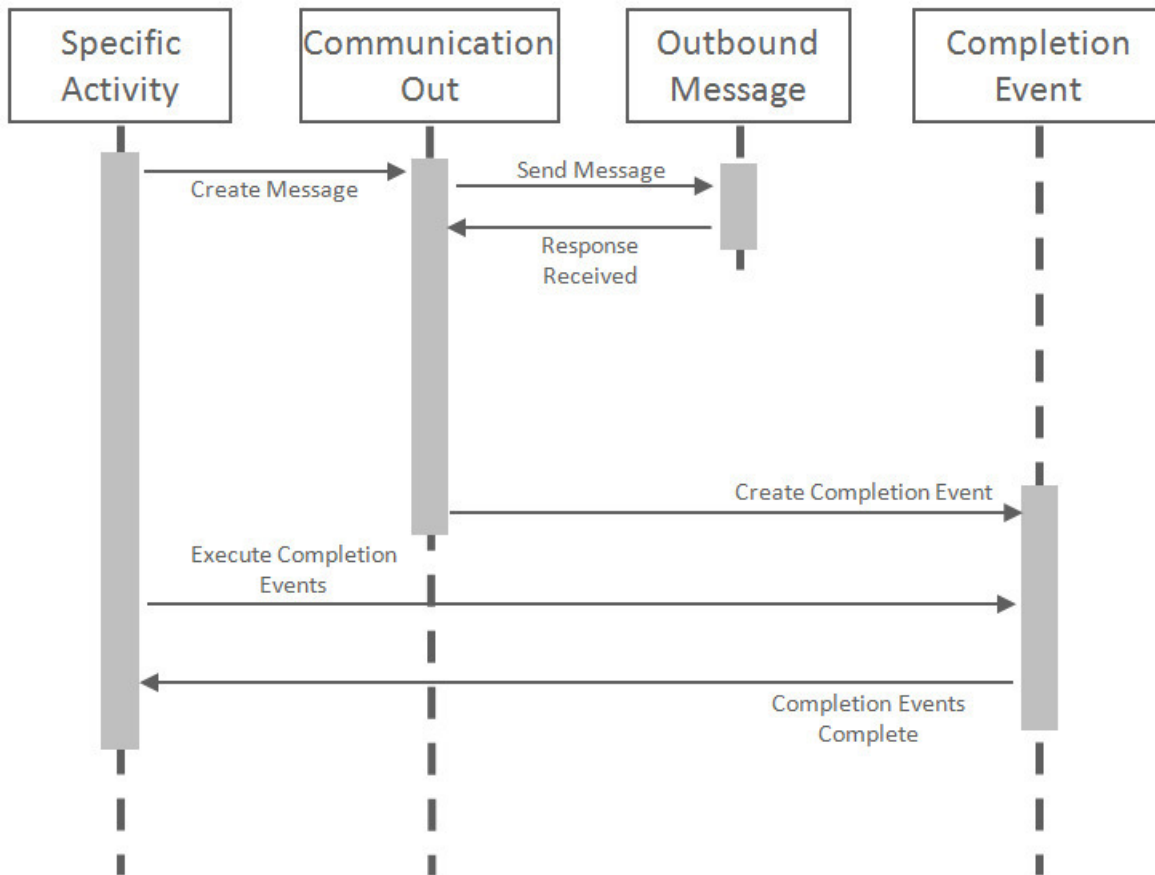 Specific
Activity
Communication
Out
Outbound
Message
Completion
Event
Create Message
Send Message
Response
Received
Create Completion Event
Execute Completion
Events
Completion Events
Complete